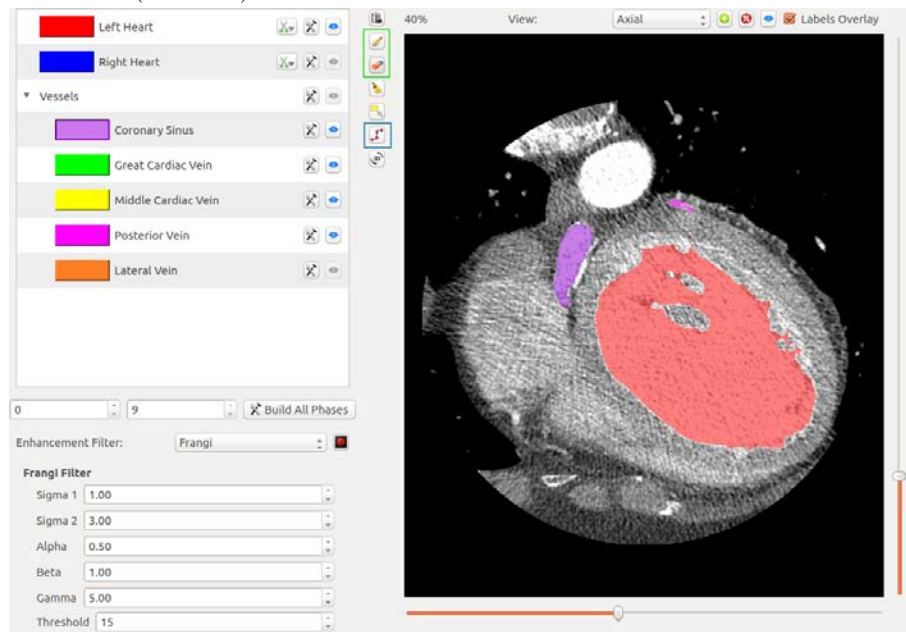 40% View: Axial Labels Overlay
Left Heart
Right Heart
Vessels
Coronary Sinus
Great Cardiac Vein
Middle Cardiac Vein
Posterior Vein
Lateral Vein
0 9 Build All Phases
Enhancement Filter: Frangi
Frangi Filter
Sigma 1 1.00
Sigma 2 3.00
Alpha 0.50
Beta 1.00
Gamma 5.00
Threshold 15